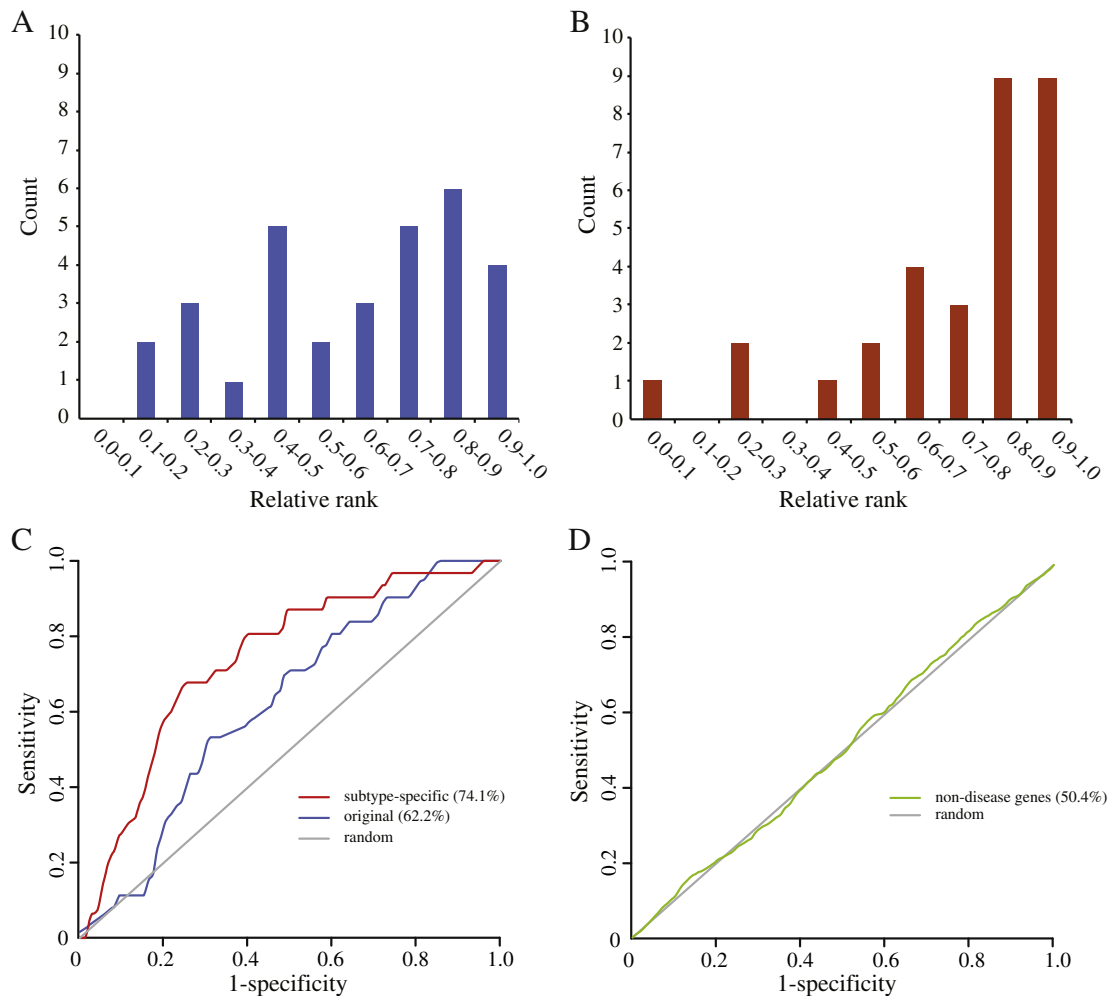 A
10
9
8
7
6
5
4
3
2
1
0
Count
0.0-0.1
0.1-0.2
0.2-0.3
0.3-0.4
0.4-0.5
0.5-0.6
0.6-0.7
0.7-0.8
0.8-0.9
0.9-1.0
Relative rank
B
10
9
8
7
6
5
4
3
2
1
0
Count
0.0-0.1
0.1-0.2
0.2-0.3
0.3-0.4
0.4-0.5
0.5-0.6
0.6-0.7
0.7-0.8
0.8-0.9
0.9-1.0
Relative rank
C
1.0
0.8
0.6
0.4
0.2
0
Sensitivity
subtype-specific (74.1%)
original (62.2%)
random
0 0.2 0.4 0.6 0.8 1.0
1-specificity
D
1.0
0.8
0.6
0.4
0.2
0
Sensitivity
non-disease genes (50.4%)
random
0 0.2 0.4 0.6 0.8 1.0
1-specificity